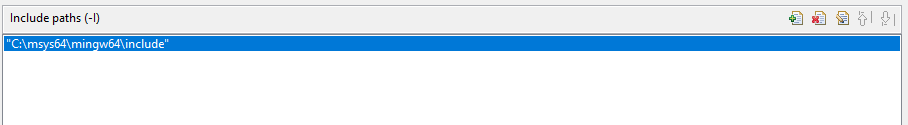 Include paths (-I)
"C:\msys64\mingw64\include"